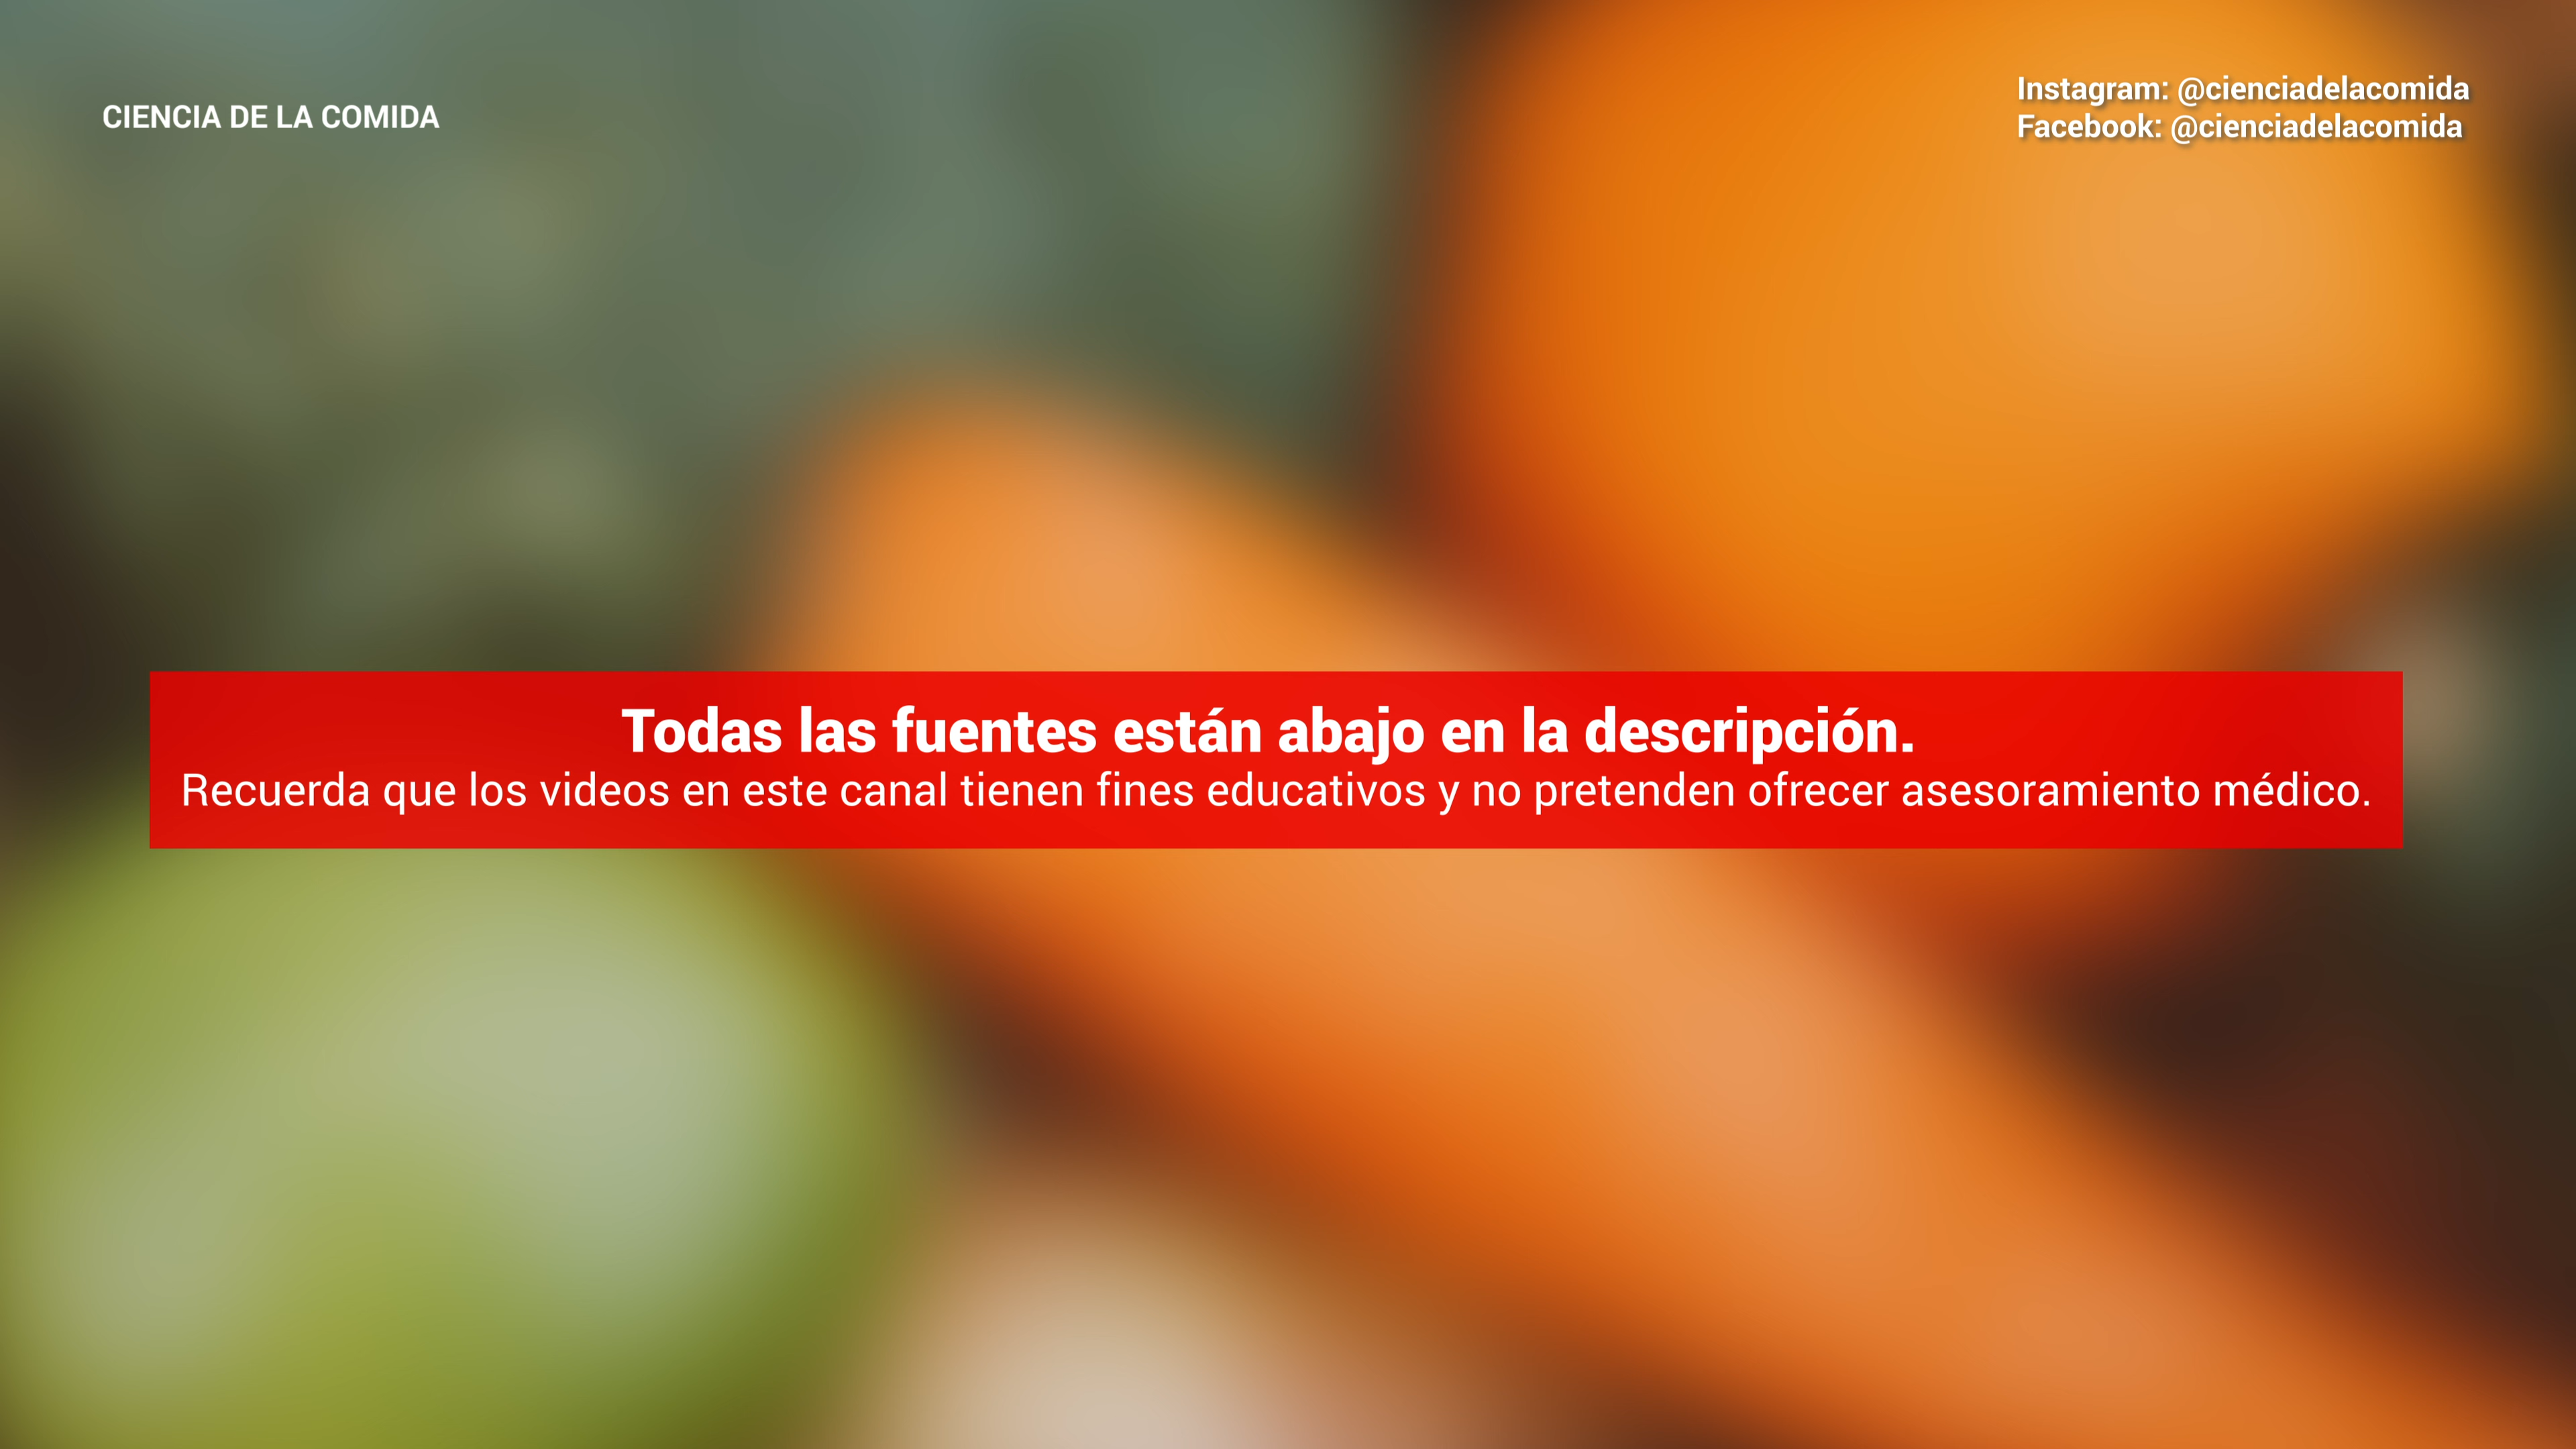 CIENCIA DE LA COMIDA
Instagram: @cienciadelacomida
Facebook: @cienciadelacomida
Todas las fuentes están abajo en la descripción.
Recuerda que los videos en este canal tienen fines educativos y no pretenden ofrecer asesoramiento médico.